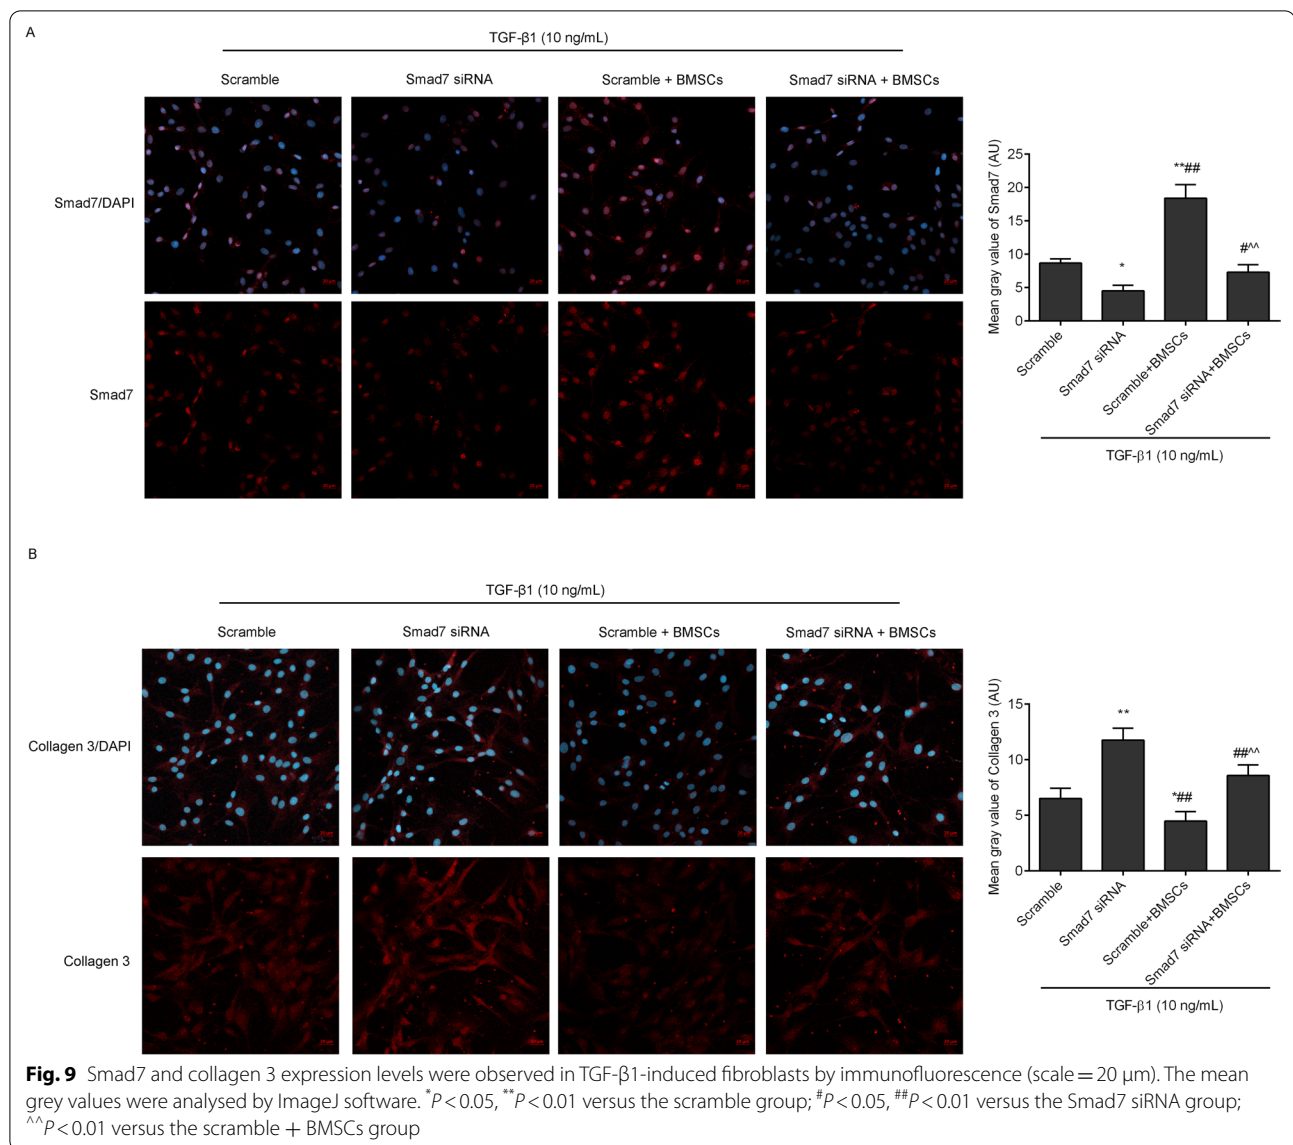 A
TGF-β1 (10 ng/mL)
Scramble
Smad7 siRNA
Scramble + BMSCs
Smad7 siRNA + BMSCs
Smad7/DAPI
Smad7
Mean gray value of Smad7 (AU)
25
20
15
10
5
0
*
**##
#^^
Scramble
Smad7 siRNA
Scramble+BMSCs
Smad7 siRNA+BMSCs
TGF-β1 (10 ng/mL)
B
TGF-β1 (10 ng/mL)
Scramble
Smad7 siRNA
Scramble + BMSCs
Smad7 siRNA + BMSCs
Collagen 3/DAPI
Collagen 3
Mean gray value of Collagen 3 (AU)
15
10
5
0
**
*##
##^^
Scramble
Smad7 siRNA
Scramble+BMSCs
Smad7 siRNA+BMSCs
TGF-β1 (10 ng/mL)
Fig. 9 Smad7 and collagen 3 expression levels were observed in TGF-β1-induced fibroblasts by immunofluorescence (scale = 20 μm). The mean
grey values were analysed by ImageJ software. *P < 0.05, **P < 0.01 versus the scramble group; #P < 0.05, ##P < 0.01 versus the Smad7 siRNA group;
^^P < 0.01 versus the scramble + BMSCs group